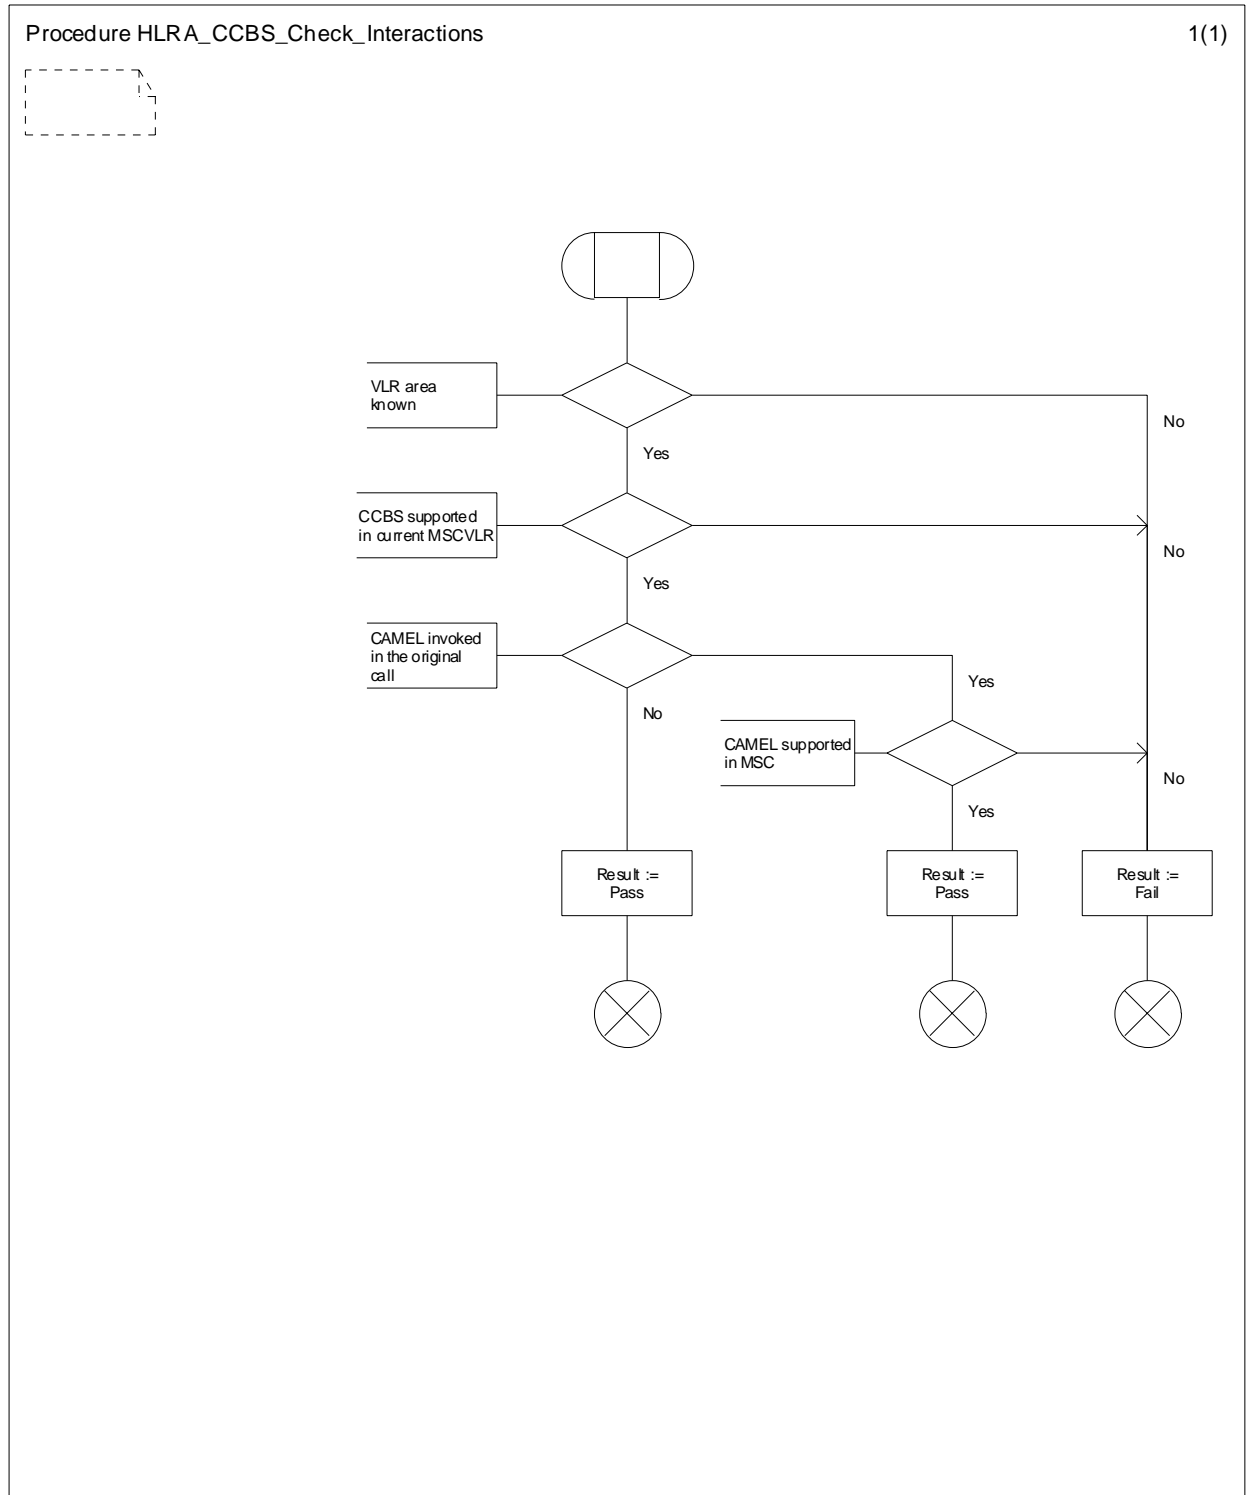 Procedure HLRA_CCBS_Check_Interactions
1(1)
VLR area
known
No
Yes
CCBS supported
in current MSCVLR
No
Yes
CAMEL invoked
in the original
call
Yes
No
CAMEL supported
in MSC
No
Yes
Result :=
Pass
Result :=
Pass
Result :=
Fail